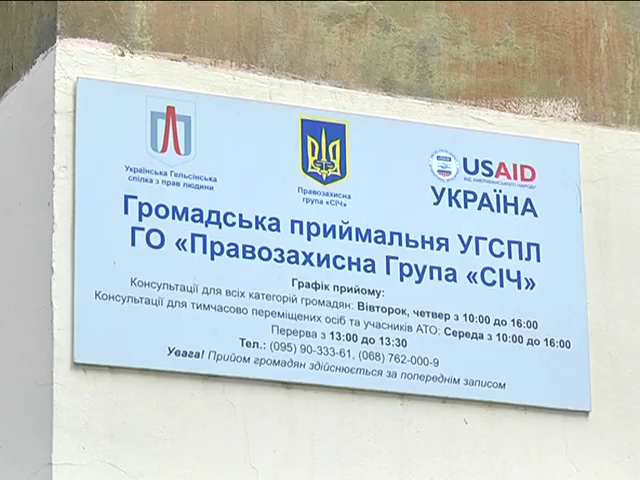 Українська Гельсінська
спілка з прав людини
Правозахисна
група «СІЧ»
USAID
ВІД АМЕРИКАНСЬКОГО НАРОДУ
УКРАЇНА
Громадська приймальня УГСПЛ
ГО «Правозахисна Група «СІЧ»
Графік прийому:
Консультації для всіх категорій громадян: Вівторок, четвер з 10:00 до 16:00
Консультації для тимчасово переміщених осіб та учасників АТО: Середа з 10:00 до 16:00
Перерва з 13:00 до 13:30
Тел.: (095) 90-333-61, (068) 762-000-9
Увага! Прийом громадян здійснюється за попереднім записом